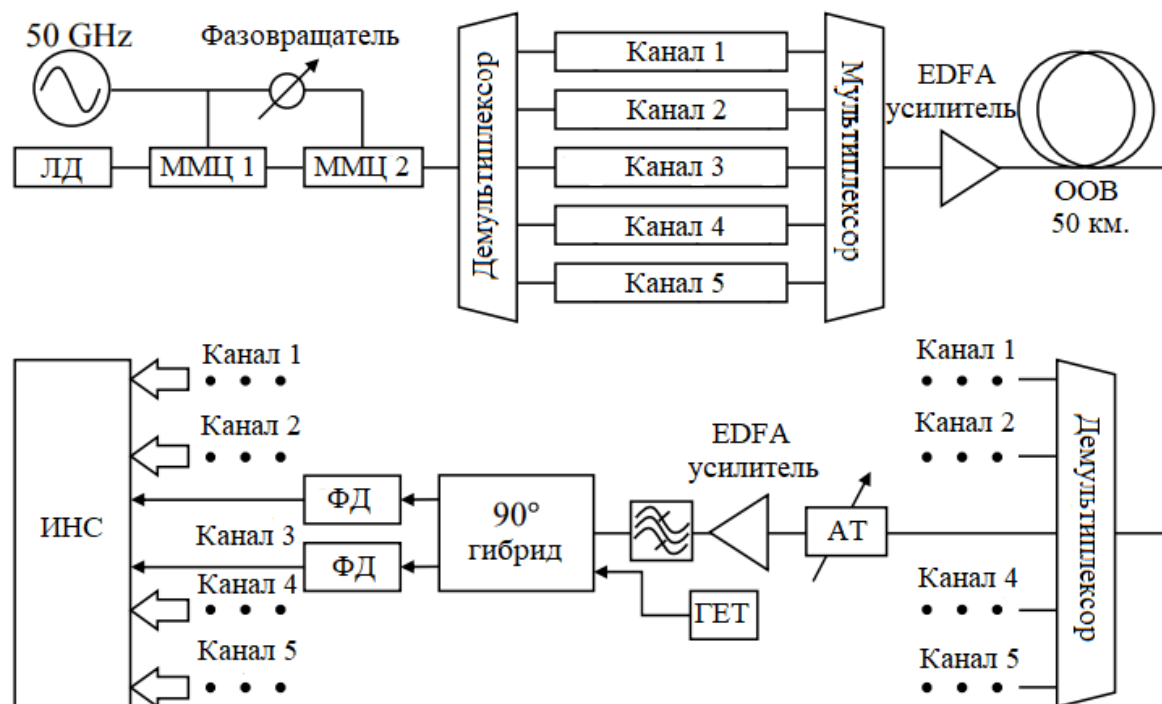 50 GHz
Фазовращатель
ЛД
ММЦ 1
ММЦ 2
Демультиплексор
Канал 1
Канал 2
Канал 3
Канал 4
Канал 5
Мультиплексор
EDFA
усилитель
ООВ
50 км.
ИНС
Канал 1
Канал 2
Канал 3
Канал 4
Канал 5
ФД
ФД
90°
гибрид
EDFA
усилитель
АТ
ГЕТ
Канал 1
Канал 2
Канал 4
Канал 5
Демультиплексор